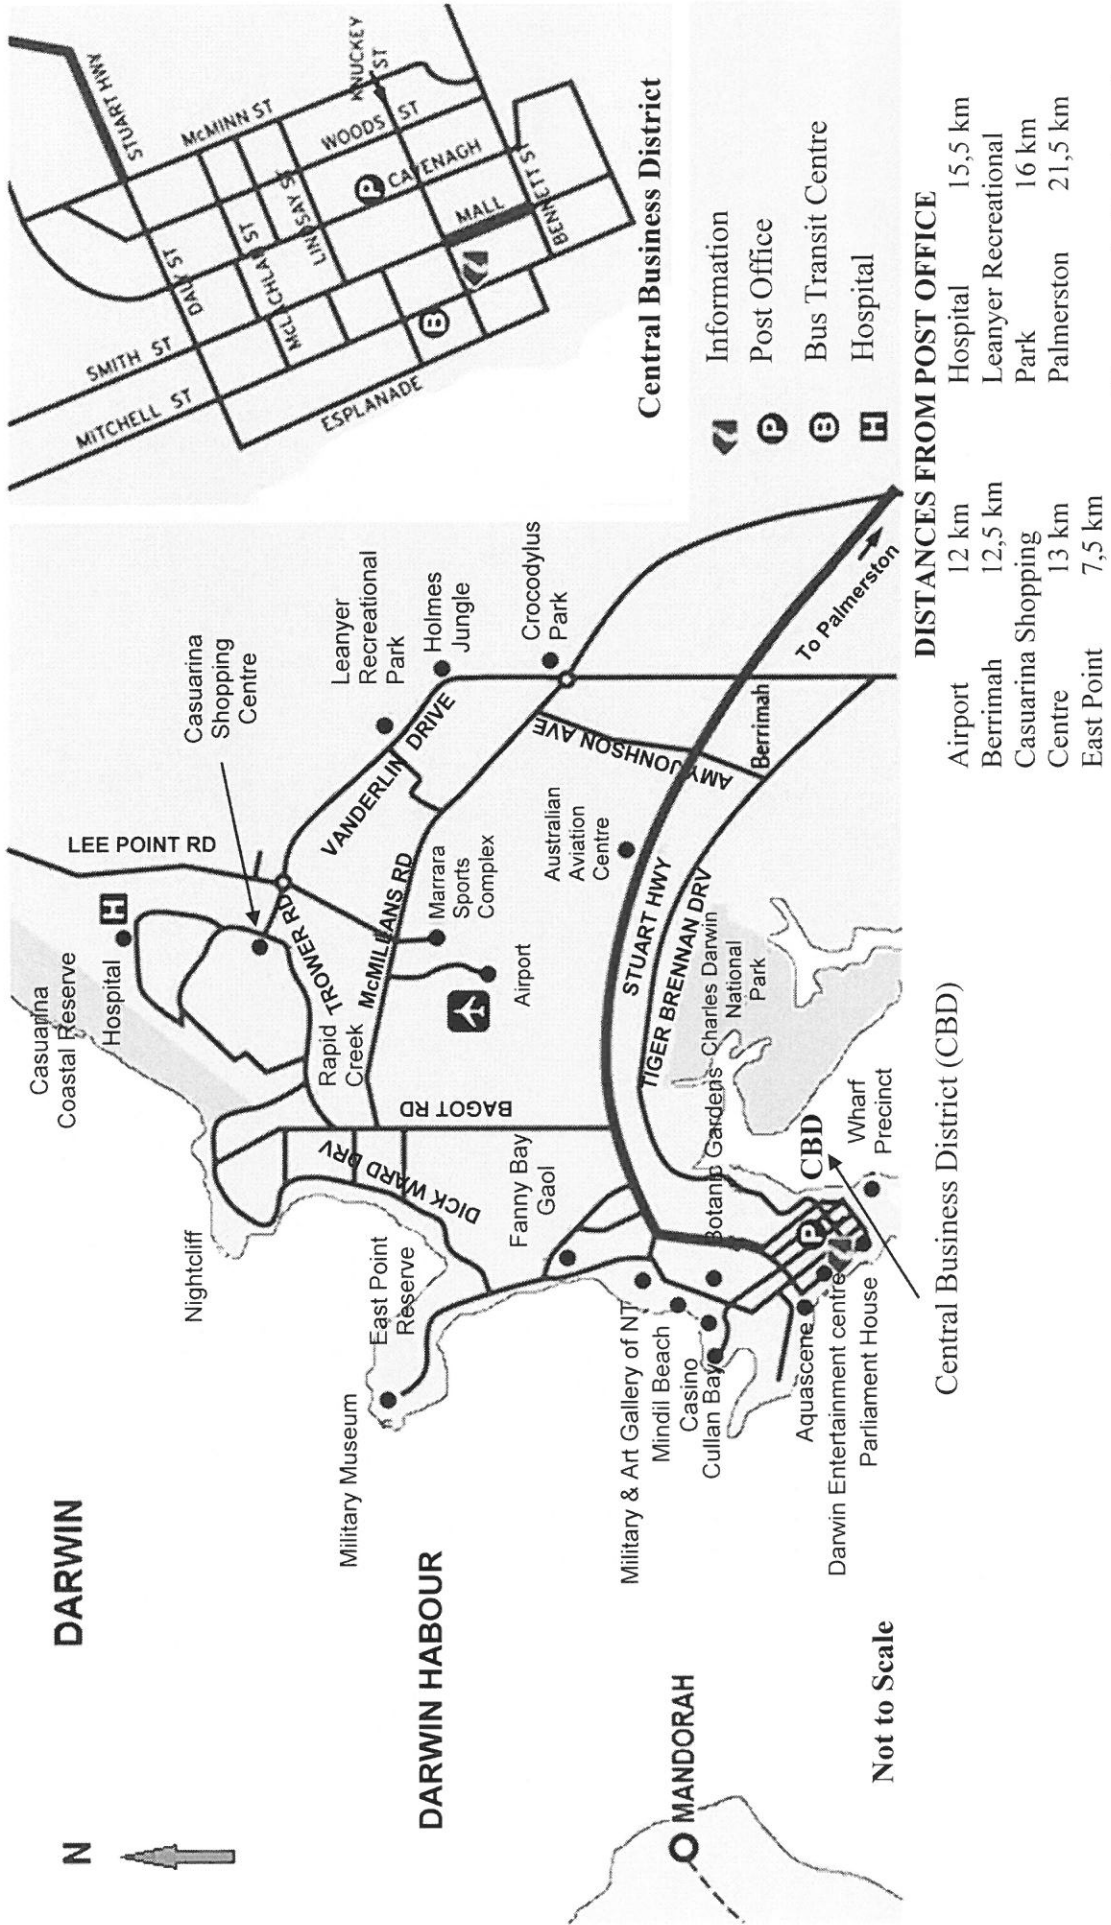 DARWIN
N
DARWIN HABOUR
MANDORAH
Not to Scale
Casuarina
Coastal Reserve
Hospital
H
LEE POINT RD
Casuarina
Shopping
Centre
Nightcliff
Rapid
Creek
TROWER RD
VANDERLIN DRIVE
Leanyer
Recreational
Park
Holmes
Jungle
McMILLANS RD
Marrara
Sports
Complex
Airport
Crocodylus
Park
Military Museum
East Point
Reserve
DICK WARD DRV
BAGOT RD
Fanny Bay
Gaol
Australian
Aviation
Centre
AMY JONHSON AVE
STUART HWY
TIGER BRENNAN DRV
Berrimah
To Palmerston
Military & Art Gallery of NT
Mindil Beach
Casino
Cullan Bay
Botanic Gardens
Charles Darwin
National
Park
Aquascene
Darwin Entertainment centre
Parliament House
P
CBD
Wharf
Precinct
Central Business District (CBD)
STUART HWY
McMINN ST
KNUCKEY
ST
WOODS ST
CAVENAGH
P
MALL
BENNETT ST
LINDSAY ST
MCLACHLAN ST
DALY ST
SMITH ST
MITCHELL ST
ESPLANADE
B
Central Business District
Information
P Post Office
B Bus Transit Centre
H Hospital
DISTANCES FROM POST OFFICE
Airport 12 km
Berrimah 12,5 km
Casuarina Shopping
Centre 13 km
East Point 7,5 km
Hospital 15,5 km
Leanyer Recreational
Park 16 km
Palmerston 21,5 km